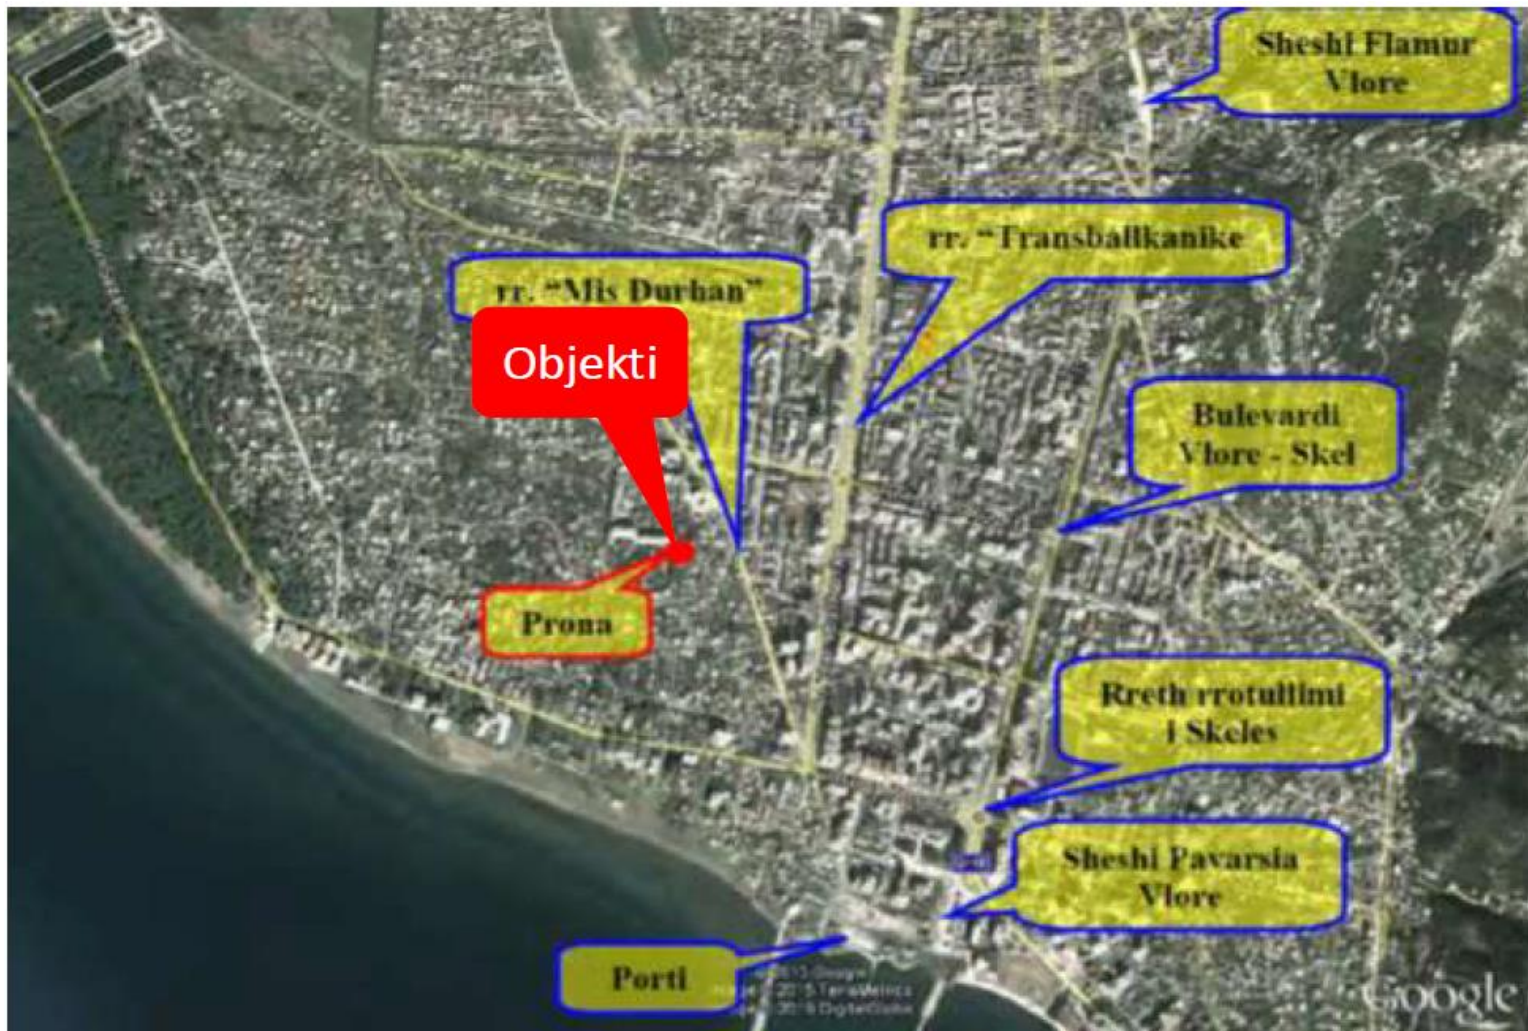 Sheshi Flamur
Vlore
rr. “Transballkanike
rr. “Mis Durhan”
Objekti
Bulevardi
Vlore - Skel
Prona
Rreth rrotullimi
i Skeles
Sheshi Pavarsia
Vlore
Porti
Google